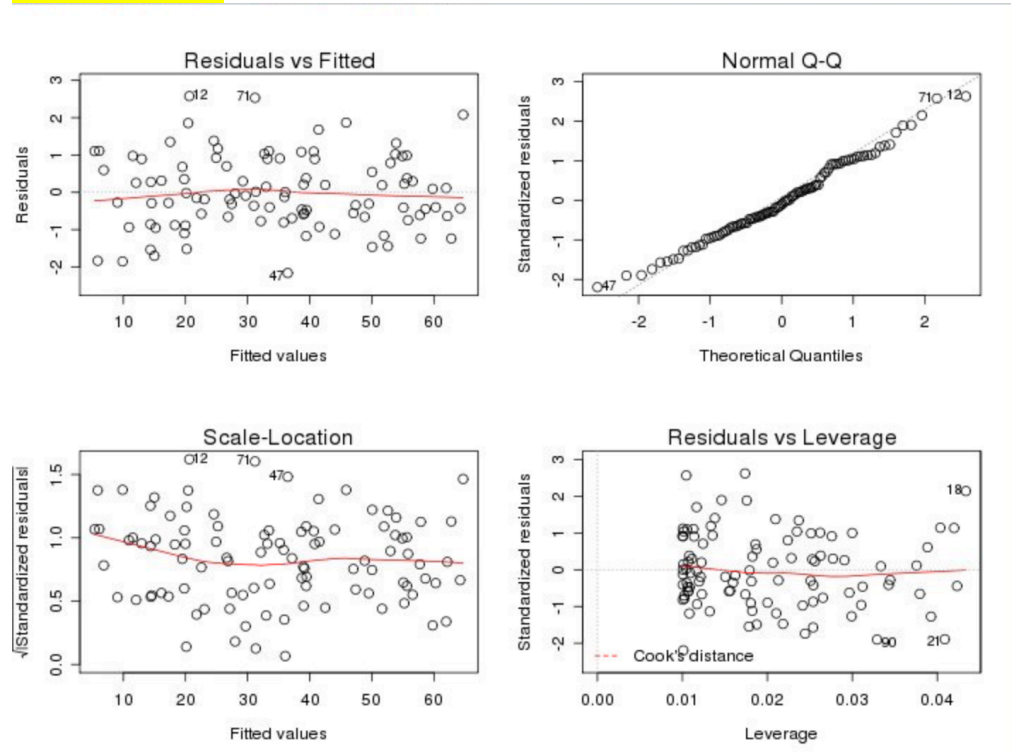 Residuals vs Fitted
Residuals
3
2
1
0
-1
-2
12
71
47
10 20 30 40 50 60
Fitted values
Normal Q-Q
Standardized residuals
3
2
1
0
-1
-2
71
12
47
-2 -1 0 1 2
Theoretical Quantiles
Scale-Location
√|Standardized residuals|
1.5
1.0
0.5
0.0
12
71
47
10 20 30 40 50 60
Fitted values
Residuals vs Leverage
Standardized residuals
3
2
1
0
-1
-2
18
90
21
Cook's distance
0.00 0.01 0.02 0.03 0.04
Leverage